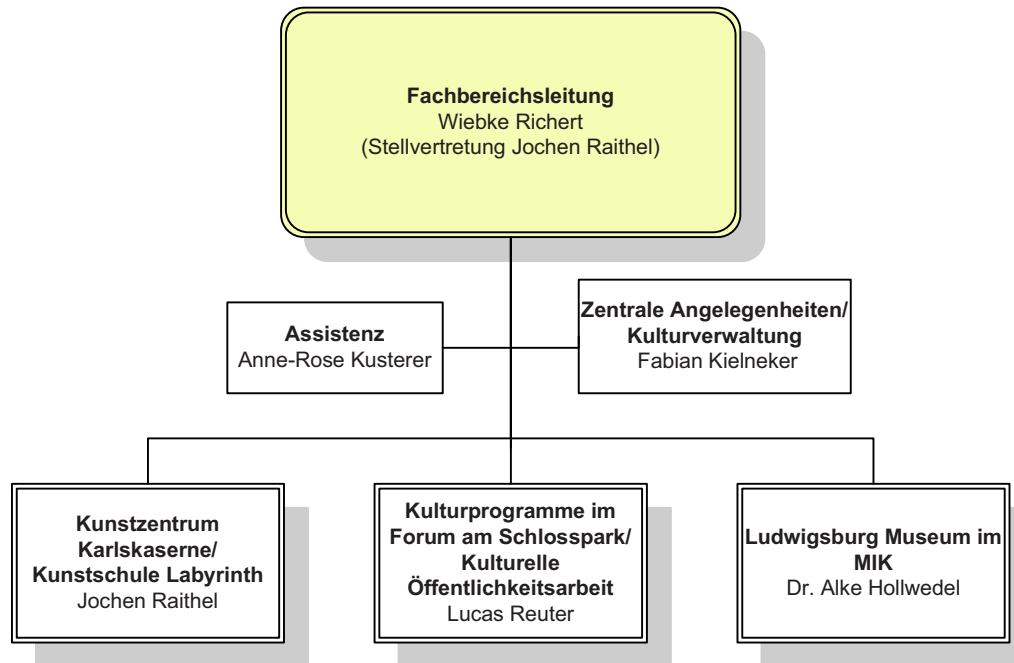 Fachbereichsleitung
Wiebke Richert
(Stellvertretung Jochen Raithel)
Assistenz
Anne-Rose Kusterer
Zentrale Angelegenheiten/
Kulturverwaltung
Fabian Kielneker
Kunstzentrum
Karlskaserne/
Kunstschule Labyrinth
Jochen Raithel
Kulturprogramme im
Forum am Schlosspark/
Kulturelle
Öffentlichkeitsarbeit
Lucas Reuter
Ludwigsburg Museum im
MIK
Dr. Alke Hollwedel